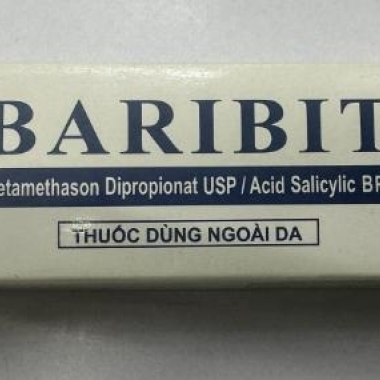 BARIBIT
etamethason Dipropionat USP / Acid Salicylic BP
THUỐC DÙNG NGOÀI DA